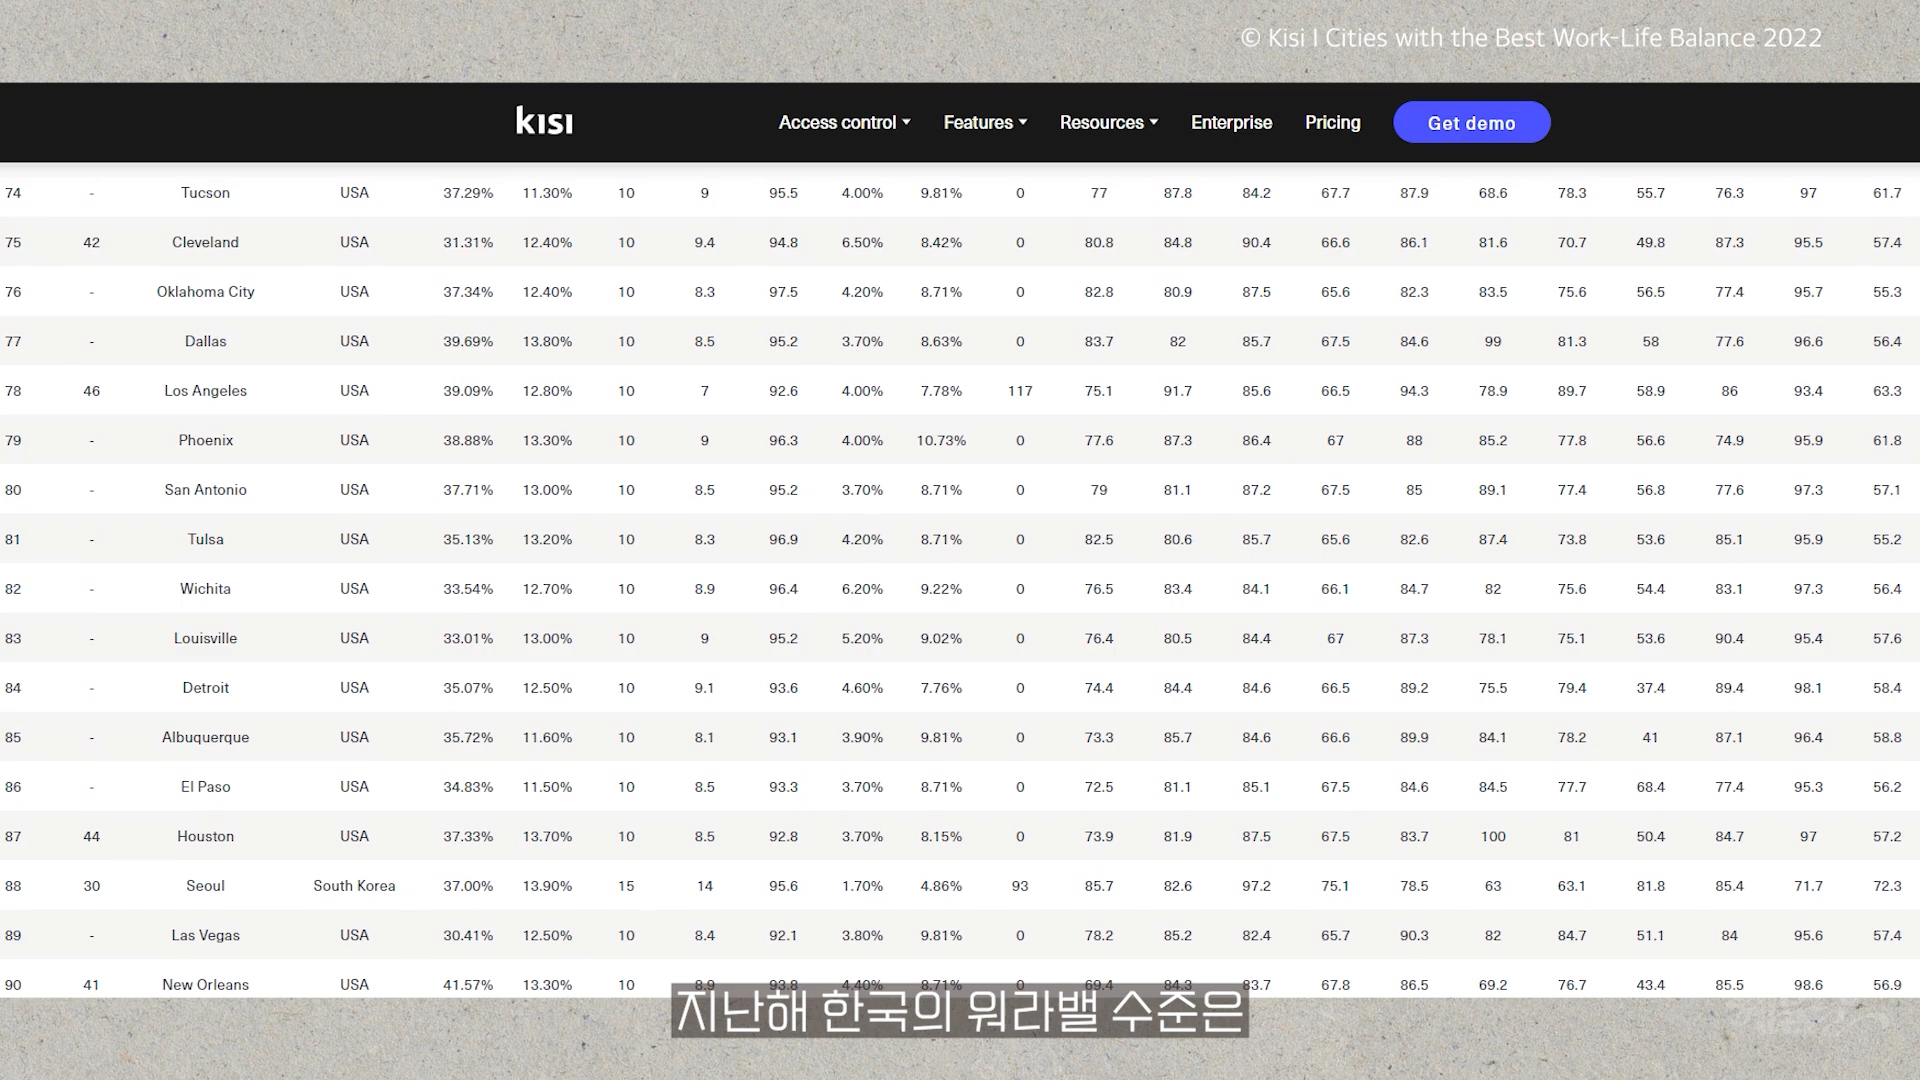 © Kisi | Cities with the Best Work-Life Balance 2022
kisi Access control Features Resources Enterprise Pricing Get demo
74 - Tucson USA 37.29% 11.30% 10 9 95.5 4.00% 9.81% 0 77 87.8 84.2 67.7 87.9 68.6 78.3 55.7 76.3 97 61.7
75 42 Cleveland USA 31.31% 12.40% 10 9.4 94.8 6.50% 8.42% 0 80.8 84.8 90.4 66.6 86.1 81.6 70.7 49.8 87.3 95.5 57.4
76 - Oklahoma City USA 37.34% 12.40% 10 8.3 97.5 4.20% 8.71% 0 82.8 80.9 87.5 65.6 82.3 83.5 75.6 56.5 77.4 95.7 55.3
77 - Dallas USA 39.69% 13.80% 10 8.5 95.2 3.70% 8.63% 0 83.7 82 85.7 67.5 84.6 99 81.3 58 77.6 96.6 56.4
78 46 Los Angeles USA 39.09% 12.80% 10 7 92.6 4.00% 7.78% 117 75.1 91.7 85.6 66.5 94.3 78.9 89.7 58.9 86 93.4 63.3
79 - Phoenix USA 38.88% 13.30% 10 9 96.3 4.00% 10.73% 0 77.6 87.3 86.4 67 88 85.2 77.8 56.6 74.9 95.9 61.8
80 - San Antonio USA 37.71% 13.00% 10 8.5 95.2 3.70% 8.71% 0 79 81.1 87.2 67.5 85 89.1 77.4 56.8 77.6 97.3 57.1
81 - Tulsa USA 35.13% 13.20% 10 8.3 96.9 4.20% 8.71% 0 82.5 80.6 85.7 65.6 82.6 87.4 73.8 53.6 85.1 95.9 55.2
82 - Wichita USA 33.54% 12.70% 10 8.9 96.4 6.20% 9.22% 0 76.5 83.4 84.1 66.1 84.7 82 75.6 54.4 83.1 97.3 56.4
83 - Louisville USA 33.01% 13.00% 10 9 95.2 5.20% 9.02% 0 76.4 80.5 84.4 67 87.3 78.1 75.1 53.6 90.4 95.4 57.6
84 - Detroit USA 35.07% 12.50% 10 9.1 93.6 4.60% 7.76% 0 74.4 84.4 84.6 66.5 89.2 75.5 79.4 37.4 89.4 98.1 58.4
85 - Albuquerque USA 35.72% 11.60% 10 8.1 93.1 3.90% 9.81% 0 73.3 85.7 84.6 66.6 89.9 84.1 78.2 41 87.1 96.4 58.8
86 - El Paso USA 34.83% 11.50% 10 8.5 93.3 3.70% 8.71% 0 72.5 81.1 85.1 67.5 84.6 84.5 77.7 68.4 77.4 95.3 56.2
87 44 Houston USA 37.33% 13.70% 10 8.5 92.8 3.70% 8.15% 0 73.9 81.9 87.5 67.5 83.7 100 81 50.4 84.7 97 57.2
88 30 Seoul South Korea 37.00% 13.90% 15 14 95.6 1.70% 4.86% 93 85.7 82.6 97.2 75.1 78.5 63 63.1 81.8 85.4 71.7 72.3
89 - Las Vegas USA 30.41% 12.50% 10 8.4 92.1 3.80% 9.81% 0 78.2 85.2 82.4 65.7 90.3 82 84.7 51.1 84 95.6 57.4
90 41 New Orleans USA 41.57% 13.30% 10 8.9 93.8 4.40% 8.71% 0 69.4 84.3 83.7 67.8 86.5 69.2 76.7 43.4 85.5 98.6 56.9
지난해 한국의 워라밸 수준은